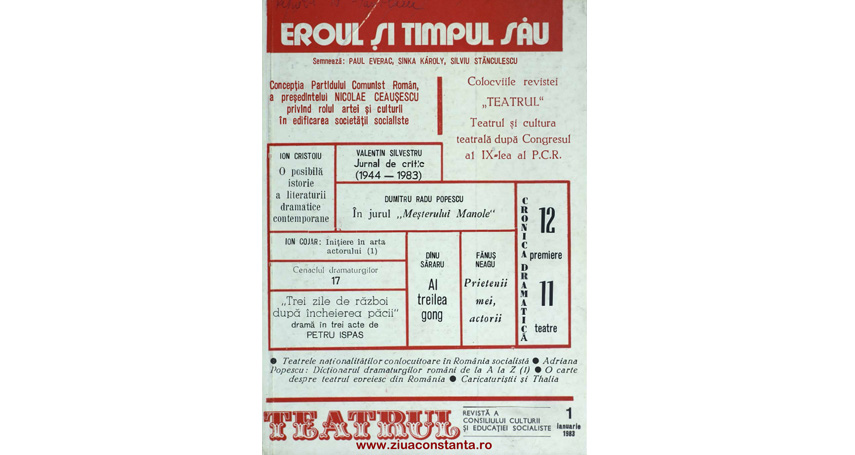 EROUL ȘI TIMPUL SĂU
Semnează: PAUL EVERAC, SINKA KÁROLY, SILVIU STĂNCULESCU
Concepția Partidului Comunist Român,
a președintelui NICOLAE CEAUȘESCU
privind rolul artei și culturii
în edificarea societății socialiste
Colocviile revistei
„TEATRUL”
Teatrul și cultura
teatrală după Congresul
al IX-lea al P.C.R.
ION CRISTOIU
O posibilă
istorie
a literaturii
dramatice
contemporane
VALENTIN SILVESTRU
Jurnal de critic
(1944 — 1983)
DUMITRU RADU POPESCU
În jurul „Meșterului Manole”
ION COJAR: Inițiere în arta
actorului (1)
Cenaclul dramaturgilor
17
„Trei zile de război
după încheierea păcii”
dramă în trei acte de
PETRU ISPAS
DINU
SĂRARU
Al
treilea
gong
FĂNUȘ
NEAGU
Prietenii
mei,
actorii
CRONICA DRAMATICĂ
12
premiere
11
teatre
● Teatrele naționalităților conlocuitoare în România socialistă ● Adriana
Popescu: Dicționarul dramaturgilor români de la A la Z (1) ● O carte
despre teatrul evreiesc din România ● Caricaturiștii și Thalia
TEATRUL
REVISTĂ A
CONSILIULUI CULTURII
ȘI EDUCAȚIEI SOCIALISTE
1
ianuarie
1983
www.ziuaconstanta.ro